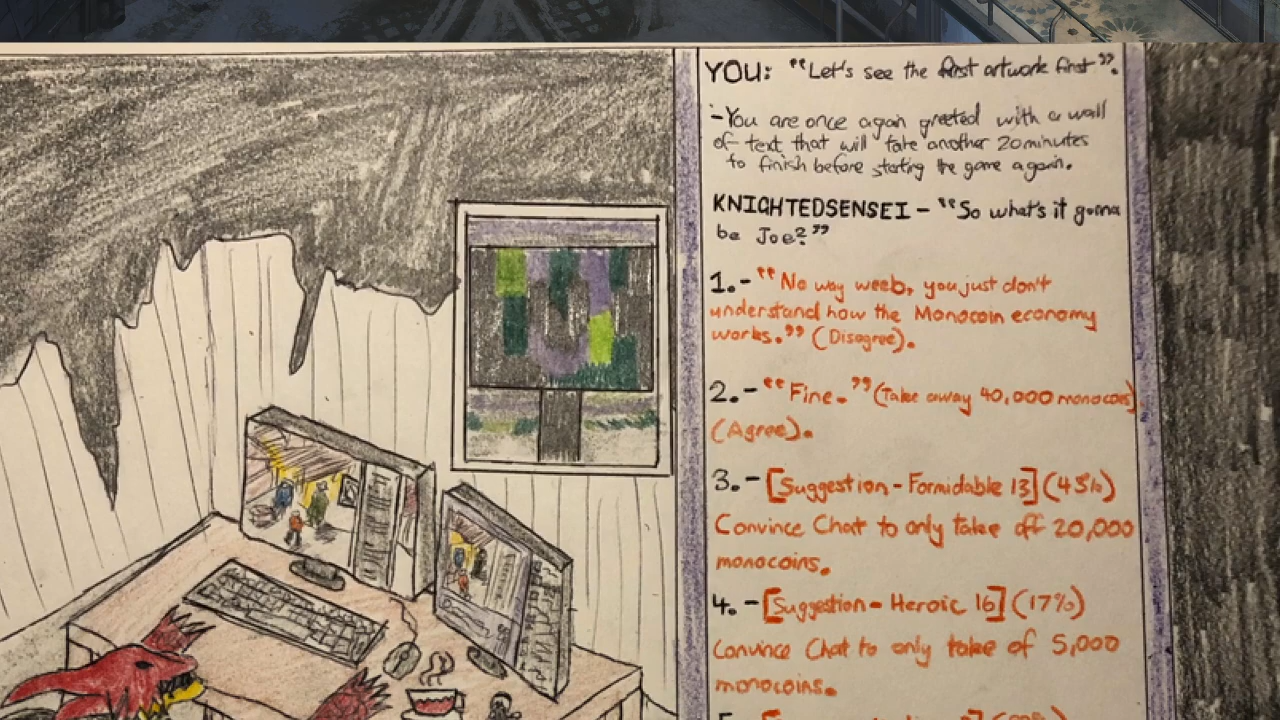 YOU: "Let's see the first artwork first".
-You are once again greeted with a wall
of text that will take another 20 minutes
to finish before starting the game again.
KNIGHTEDSENSEI - "So what's it gonna
be Joe?"
1.- "No way weeb, you just don't
understand how the Monocoin economy
works." (Disagree).
2.- "Fine." (Take away 40,000 monocoins)
(Agree).
3.- [Suggestion - Formidable 13] (43%)
Convince Chat to only take off 20,000
monocoins.
4. - [Suggestion - Heroic 16] (17%)
Convince Chat to only take of 5,000
monocoins.